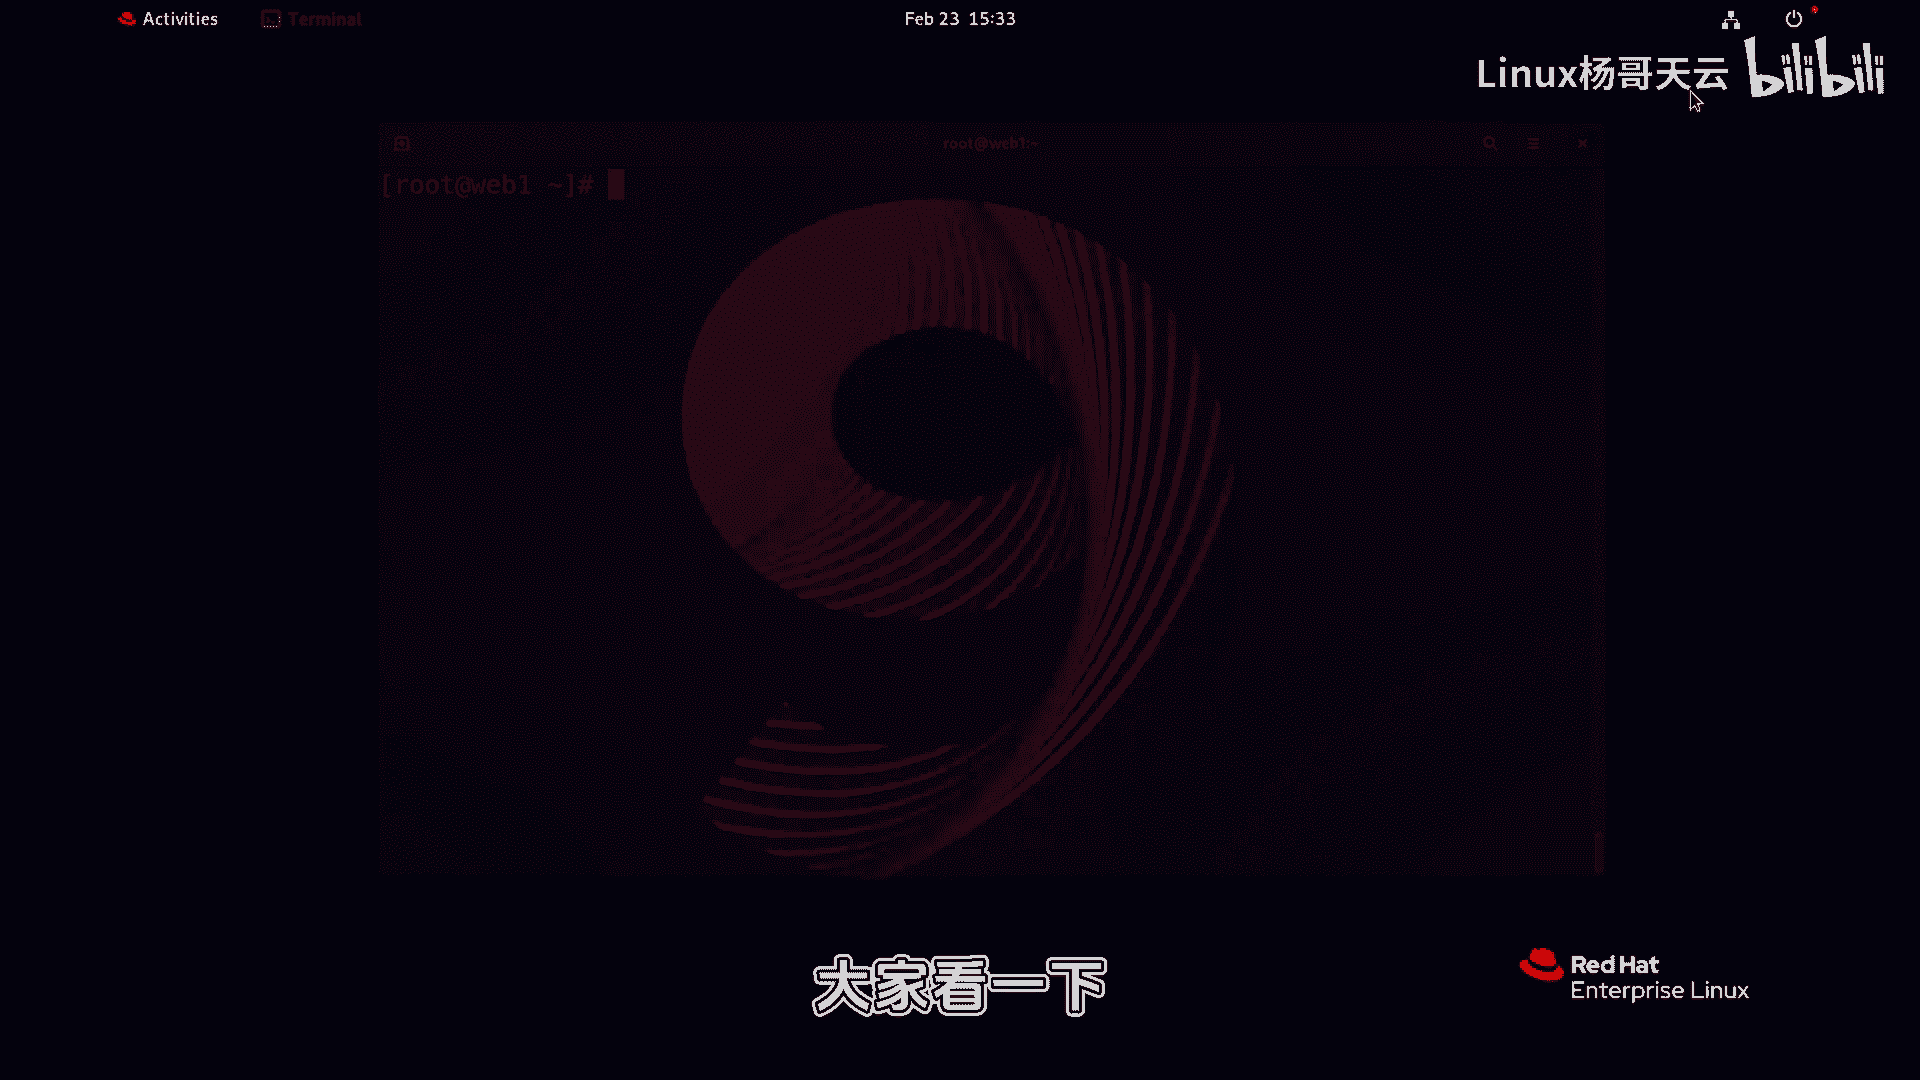 Activities
Terminal
Feb 23 15:33
Linux杨哥天云 bilibili
root@web1:~
[root@web1 ~]#
大家看一下
Red Hat
Enterprise Linux